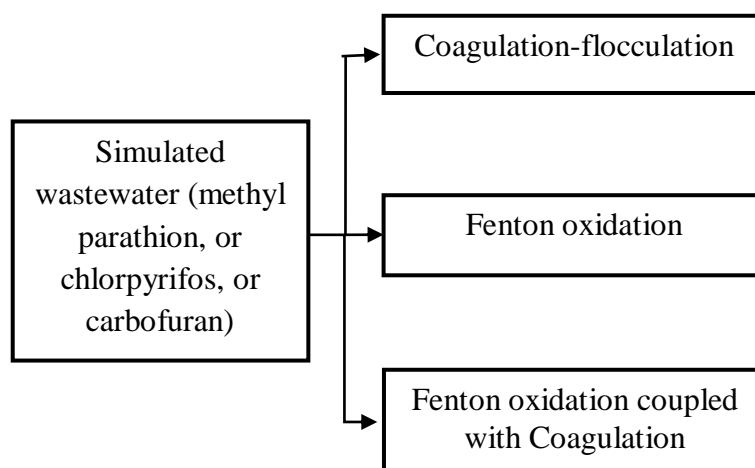 Coagulation-flocculation
Simulated
wastewater (methyl
parathion, or
chlorpyrifos, or
carbofuran)
Fenton oxidation
Fenton oxidation coupled
with Coagulation